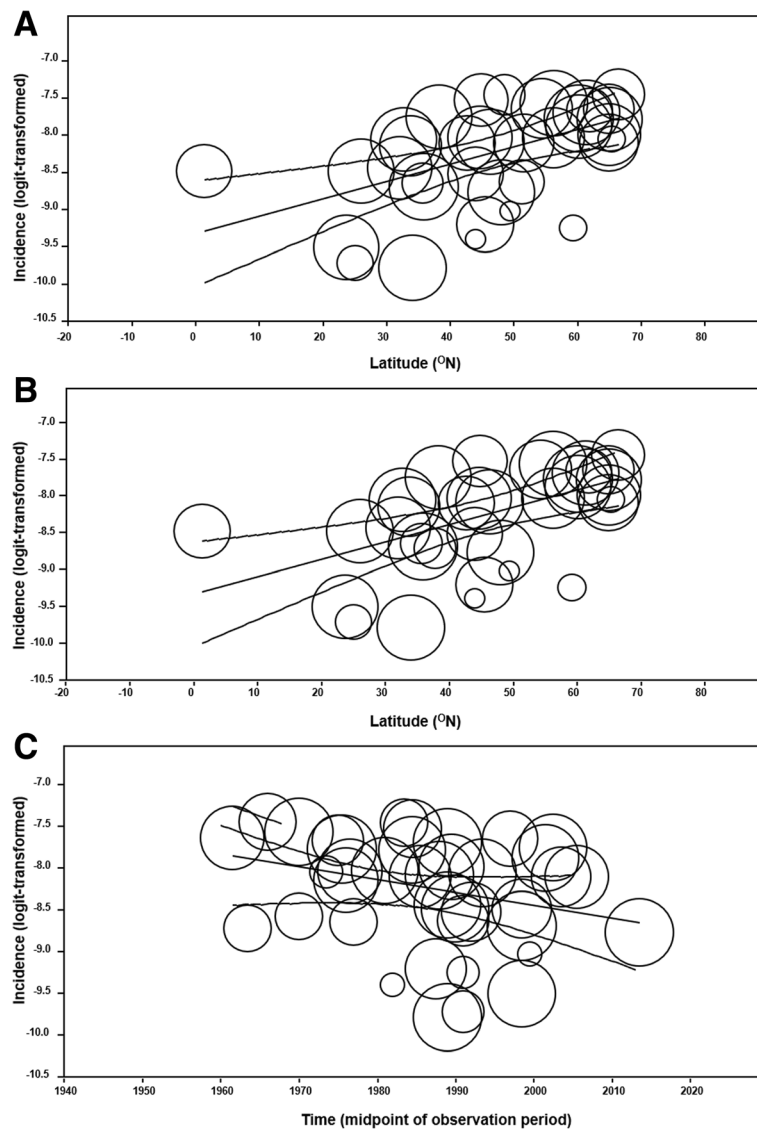 A
Incidence (logit-transformed)
-7.0
-7.5
-8.0
-8.5
-9.0
-9.5
-10.0
-10.5
-20 -10 0 10 20 30 40 50 60 70 80
Latitude (ᴼN)
B
Incidence (logit-transformed)
-7.0
-7.5
-8.0
-8.5
-9.0
-9.5
-10.0
-10.5
-20 -10 0 10 20 30 40 50 60 70 80
Latitude (ᴼN)
C
Incidence (logit-transformed)
-7.0
-7.5
-8.0
-8.5
-9.0
-9.5
-10.0
-10.5
1940 1950 1960 1970 1980 1990 2000 2010 2020
Time (midpoint of observation period)